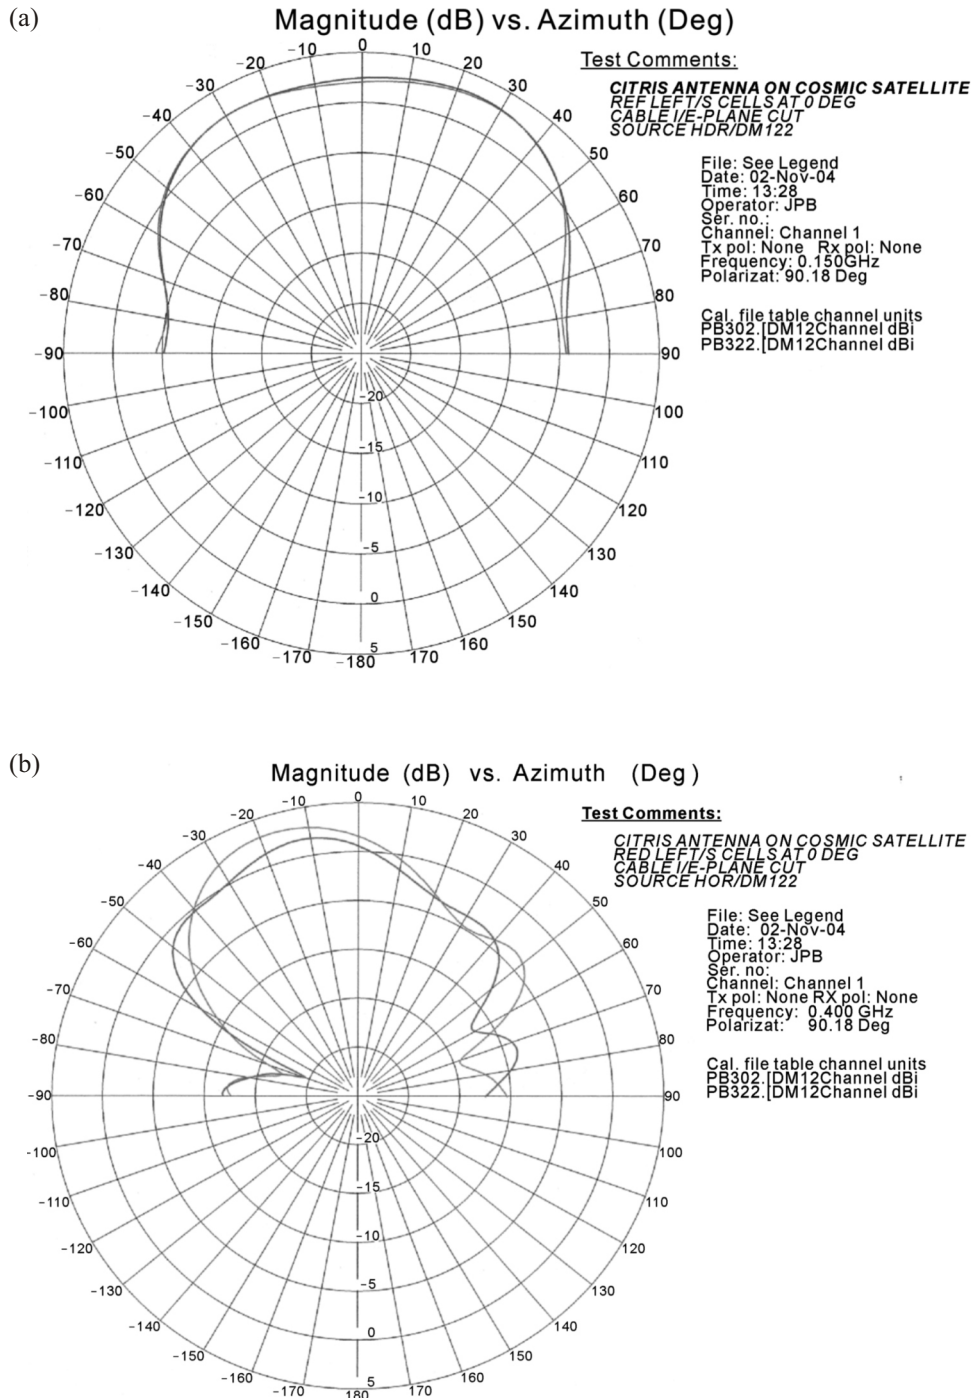 (a)
Magnitude (dB) vs. Azimuth (Deg)
Test Comments:
CITRIS ANTENNA ON COSMIC SATELLITE
REF LEFT/S CELLS AT 0 DEG
CABLE I/E-PLANE CUT
SOURCE HDR/DM122
File: See Legend
Date: 02-Nov-04
Time: 13:28
Operator: JPB
Ser. no.:
Channel: Channel 1
Tx pol: None Rx pol: None
Frequency: 0.150GHz
Polarizat: 90.18 Deg
Cal. file table channel units
PB302.[DM12Channel dBi
PB322.[DM12Channel dBi
0
10
20
30
40
50
60
70
80
90
100
110
120
130
140
150
160
170
-180
-170
-160
-150
-140
-130
-120
-110
-100
-90
-80
-70
-60
-50
-40
-30
-20
-10
-20
-15
-10
-5
0
5
(b)
Magnitude (dB) vs. Azimuth (Deg)
Test Comments:
CITRIS ANTENNA ON COSMIC SATELLITE
RED LEFT/S CELLS AT 0 DEG
CABLE I/E-PLANE CUT
SOURCE HOR/DM122
File: See Legend
Date: 02-Nov-04
Time: 13:28
Operator: JPB
Ser. no:
Channel: Channel 1
Tx pol: None RX pol: None
Frequency: 0.400 GHz
Polarizat: 90.18 Deg
Cal. file table channel units
PB302.[DM12Channel dBi
PB322.[DM12Channel dBi
0
10
20
30
40
50
60
70
80
90
100
110
120
130
140
150
160
170
180
-170
-160
-150
-140
-130
-120
-110
-100
-90
-80
-70
-60
-50
-40
-30
-20
-10
-20
-15
-10
-5
0
5